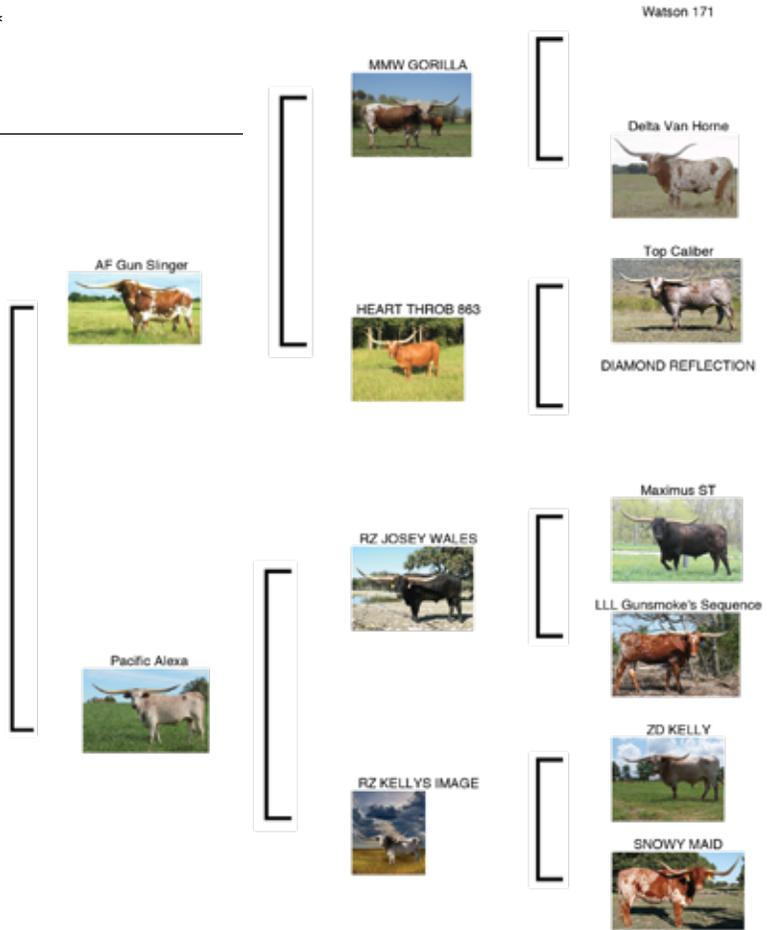 Watson 171
MMW GORILLA
Delta Van Horne
Top Caliber
AF Gun Slinger
HEART THROB 863
DIAMOND REFLECTION
Maximus ST
RZ JOSEY WALES
LLL Gunsmoke's Sequence
Pacific Alexa
ZD KELLY
RZ KELLYS IMAGE
SNOWY MAID